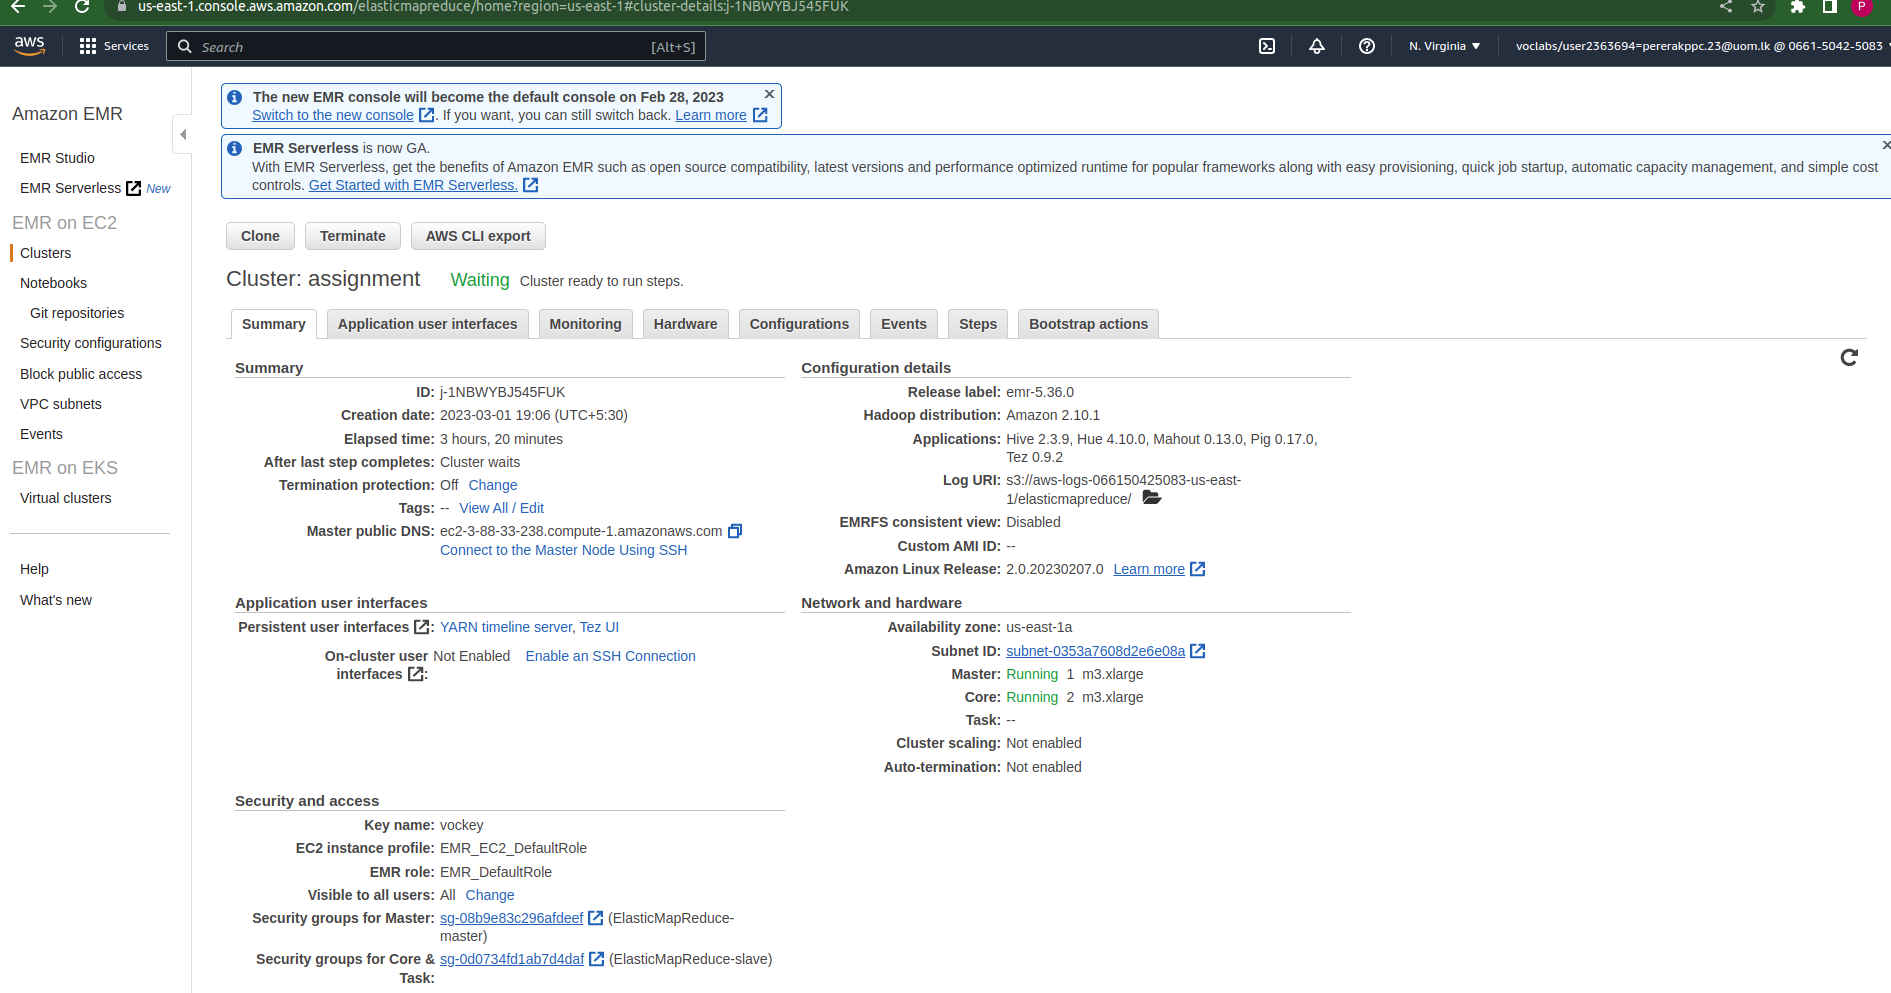 us-east-1.console.aws.amazon.com/elasticmapreduce/home?region=us-east-1#cluster-details:j-1NBWYBJ545FUK
P
aws
Services
Search
[Alt+S]
N. Virginia
voclabs/user2363694=pererakppc.23@uom.lk @ 0661-5042-5083
Amazon EMR
EMR Studio
EMR Serverless New
EMR on EC2
Clusters
Notebooks
Git repositories
Security configurations
Block public access
VPC subnets
Events
EMR on EKS
Virtual clusters
Help
What's new
The new EMR console will become the default console on Feb 28, 2023
Switch to the new console. If you want, you can still switch back. Learn more
EMR Serverless is now GA.
With EMR Serverless, get the benefits of Amazon EMR such as open source compatibility, latest versions and performance optimized runtime for popular frameworks along with easy provisioning, quick job startup, automatic capacity management, and simple cost
controls. Get Started with EMR Serverless.
Clone
Terminate
AWS CLI export
Cluster: assignment Waiting Cluster ready to run steps.
Summary
Application user interfaces
Monitoring
Hardware
Configurations
Events
Steps
Bootstrap actions
Summary
ID: j-1NBWYBJ545FUK
Creation date: 2023-03-01 19:06 (UTC+5:30)
Elapsed time: 3 hours, 20 minutes
After last step completes: Cluster waits
Termination protection: Off Change
Tags: -- View All / Edit
Master public DNS: ec2-3-88-33-238.compute-1.amazonaws.com
Connect to the Master Node Using SSH
Configuration details
Release label: emr-5.36.0
Hadoop distribution: Amazon 2.10.1
Applications: Hive 2.3.9, Hue 4.10.0, Mahout 0.13.0, Pig 0.17.0,
Tez 0.9.2
Log URI: s3://aws-logs-066150425083-us-east-
1/elasticmapreduce/
EMRFS consistent view: Disabled
Custom AMI ID: --
Amazon Linux Release: 2.0.20230207.0 Learn more
Application user interfaces
Persistent user interfaces : YARN timeline server, Tez UI
On-cluster user Not Enabled Enable an SSH Connection
interfaces :
Network and hardware
Availability zone: us-east-1a
Subnet ID: subnet-0353a7608d2e6e08a
Master: Running 1 m3.xlarge
Core: Running 2 m3.xlarge
Task: --
Cluster scaling: Not enabled
Auto-termination: Not enabled
Security and access
Key name: vockey
EC2 instance profile: EMR_EC2_DefaultRole
EMR role: EMR_DefaultRole
Visible to all users: All Change
Security groups for Master: sg-08b9e83c296afdeef (ElasticMapReduce-
master)
Security groups for Core & sg-0d0734fd1ab7d4daf (ElasticMapReduce-slave)
Task: